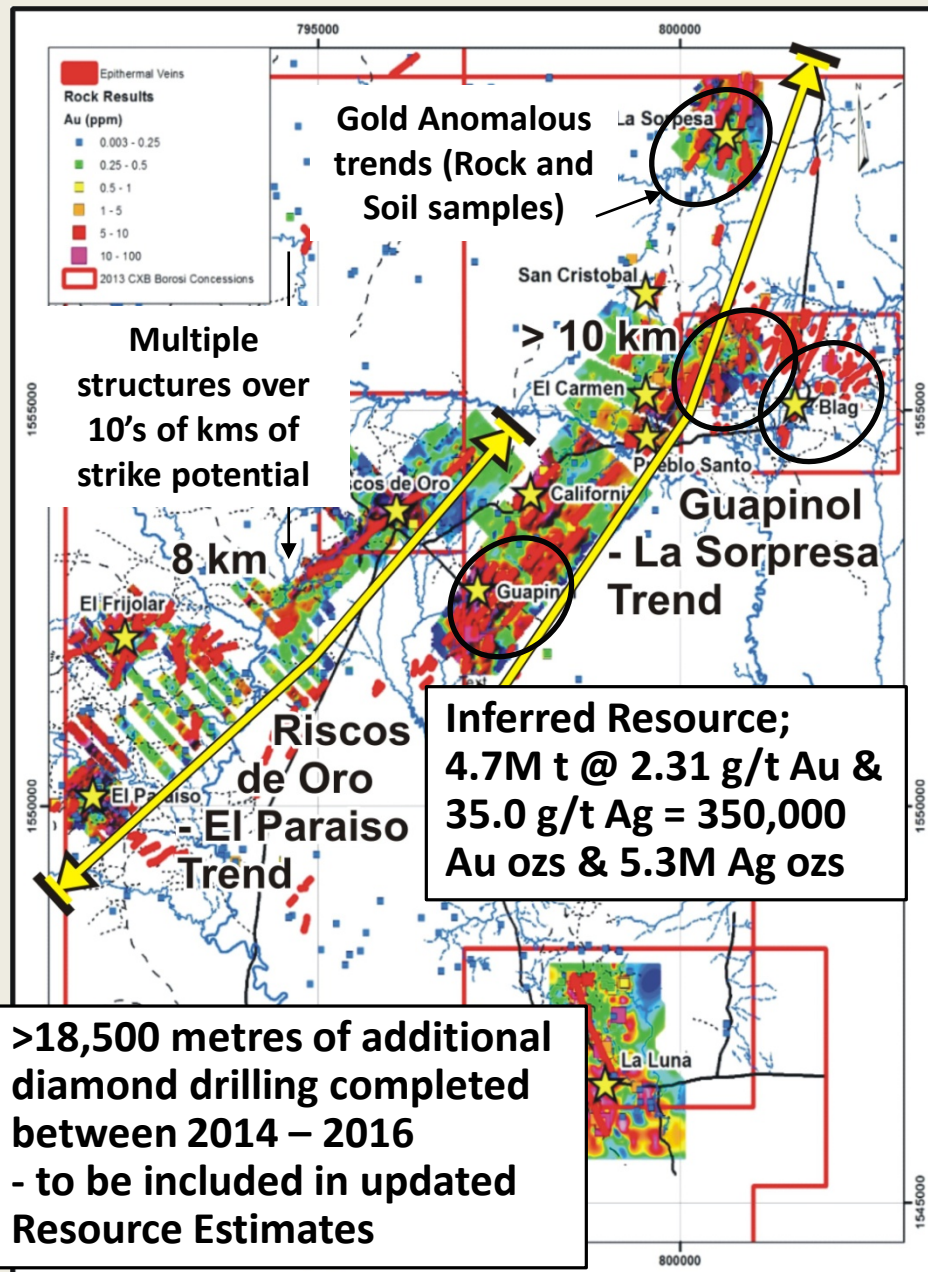 795000
800000
Epithermal Veins
Rock Results
Au (ppm)
0.003 - 0.25
0.25 - 0.5
0.5 - 1
1 - 5
5 - 10
10 - 100
2013 CXB Borosi Concessions
N
Gold Anomalous
trends (Rock and
Soil samples)
La Sorpesa
San Cristobal
> 10 km
El Carmen
Blag
Pueblo Santo
Multiple
structures over
10's of kms of
strike potential
1555000
1555000
scos de Oro
California
Guapinol
- La Sorpresa
Trend
8 km
Guapin
El Frijolar
Riscos
de Oro
- El Paraiso
Trend
El Paraiso
1550000
1550000
Inferred Resource;
4.7M t @ 2.31 g/t Au &
35.0 g/t Ag = 350,000
Au ozs & 5.3M Ag ozs
>18,500 metres of additional
diamond drilling completed
between 2014 – 2016
- to be included in updated
Resource Estimates
La Luna
1545000
800000